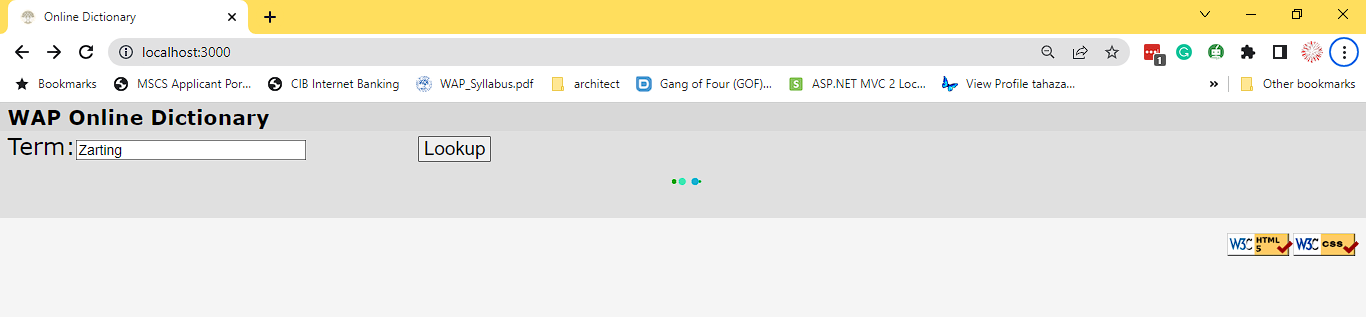 Online Dictionary
localhost:3000
1
Bookmarks MSCS Applicant Por... CIB Internet Banking WAP_Syllabus.pdf architect Gang of Four (GOF)... S ASP.NET MVC 2 Loc... View Profile tahaza... » Other bookmarks
WAP Online Dictionary
Term: Zarting Lookup
W3C HTML 5 W3C css